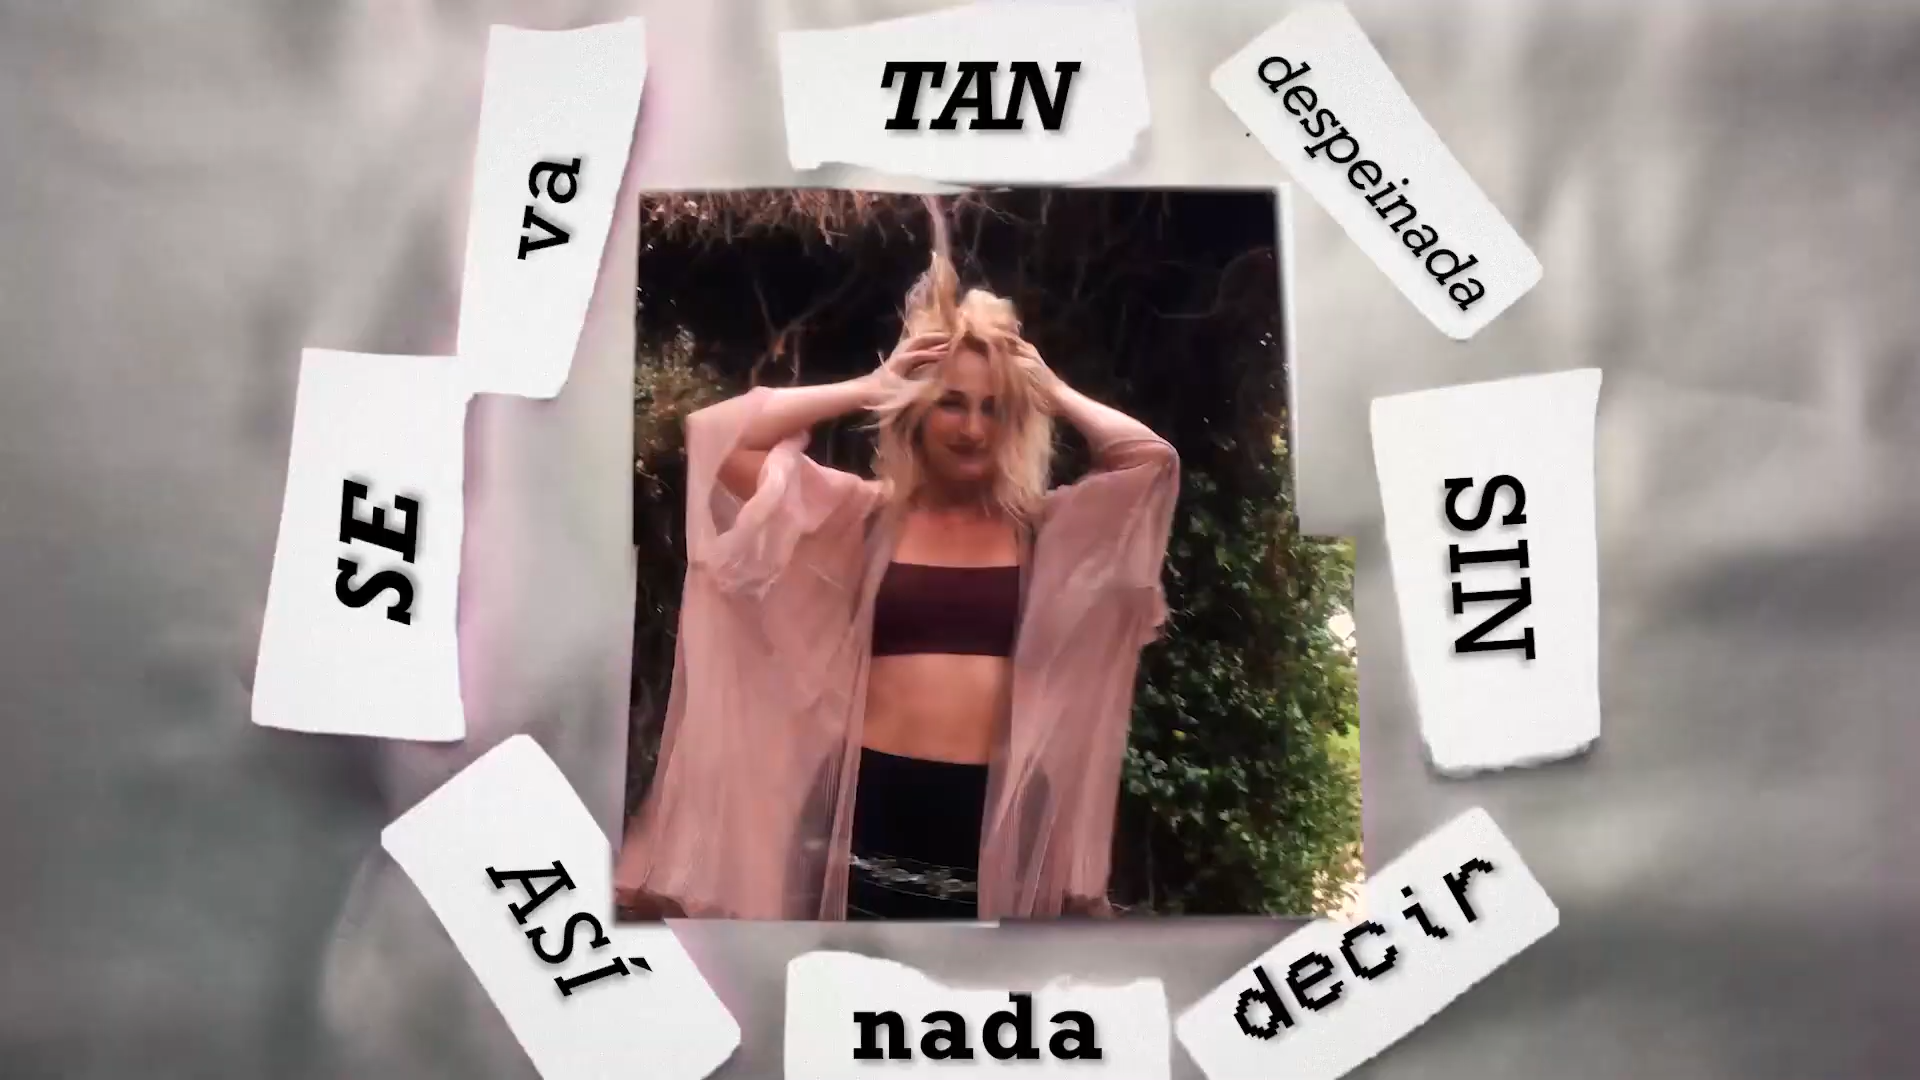 ASÍ
SE
va
TAN
despeinada
SIN
decir
nada